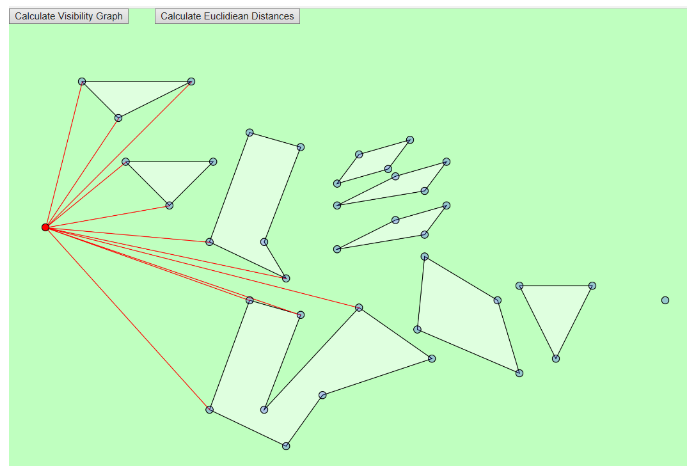 Calculate Visibility Graph
Calculate Euclidiean Distances